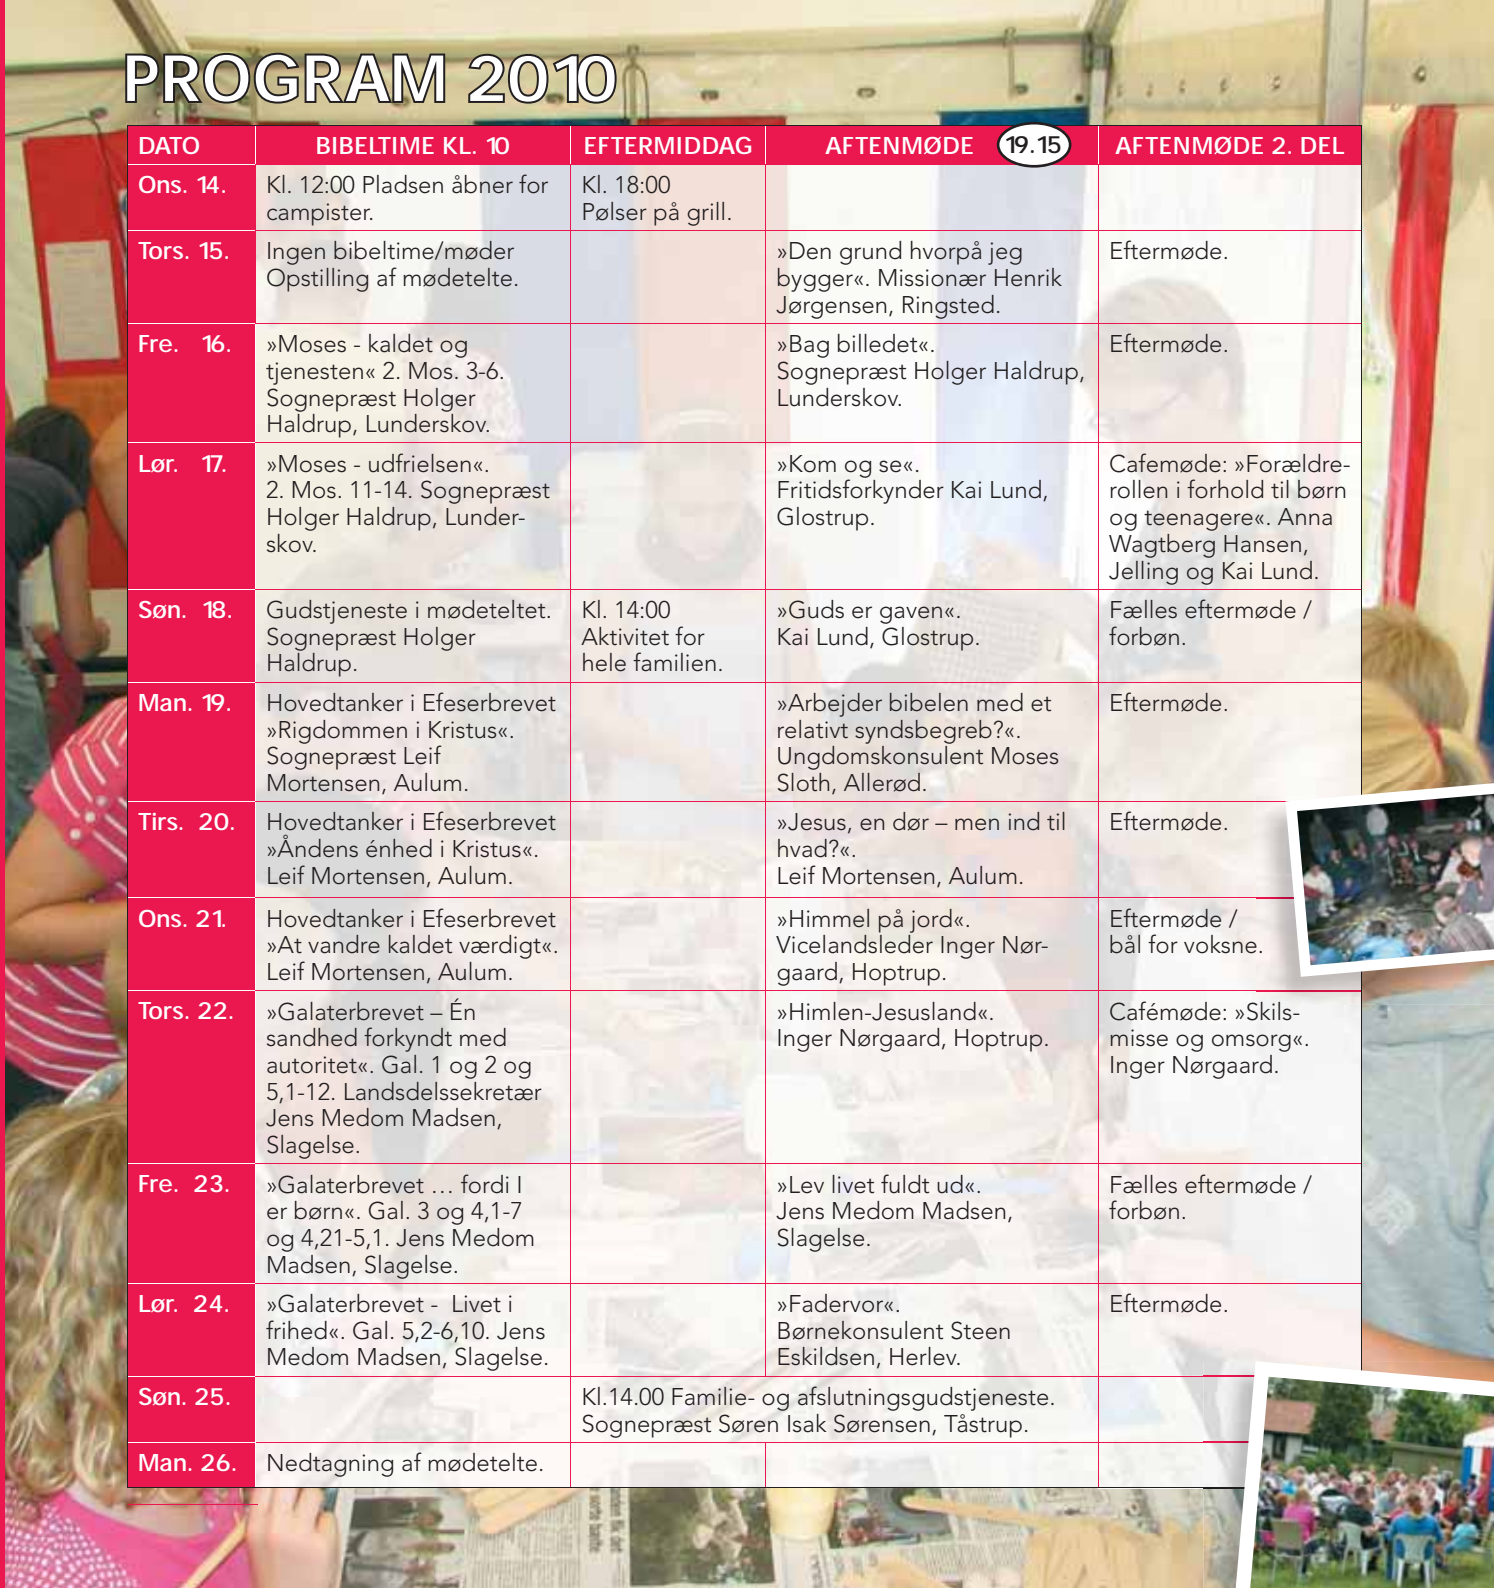 PROGRAM 2010
DATO BIBELTIME KL. 10 EFTERMIDDAG AFTENMØDE 19.15 AFTENMØDE 2. DEL
Ons. 14.
Kl. 12:00 Pladsen åbner for
campister.
Kl. 18:00
Pølser på grill.
Tors. 15.
Ingen bibeltime/møder
Opstilling af mødetelte.
»Den grund hvorpå jeg
bygger«. Missionær Henrik
Jørgensen, Ringsted.
Eftermøde.
Fre. 16.
»Moses - kaldet og
tjenesten« 2. Mos. 3-6.
Sognepræst Holger
Haldrup, Lunderskov.
»Bag billedet«.
Sognepræst Holger Haldrup,
Lunderskov.
Eftermøde.
Lør. 17.
»Moses - udfrielsen«.
2. Mos. 11-14. Sognepræst
Holger Haldrup, Lunder-
skov.
»Kom og se«.
Fritidsforkynder Kai Lund,
Glostrup.
Cafemøde: »Forældre-
rollen i forhold til børn
og teenagere«. Anna
Wagtberg Hansen,
Jelling og Kai Lund.
Søn. 18.
Gudstjeneste i mødeteltet.
Sognepræst Holger
Haldrup.
Kl. 14:00
Aktivitet for
hele familien.
»Guds er gaven«.
Kai Lund, Glostrup.
Fælles eftermøde /
forbøn.
Man. 19.
Hovedtanker i Efeserbrevet
»Rigdommen i Kristus«.
Sognepræst Leif
Mortensen, Aulum.
»Arbejder bibelen med et
relativt syndsbegreb?«.
Ungdomskonsulent Moses
Sloth, Allerød.
Eftermøde.
Tirs. 20.
Hovedtanker i Efeserbrevet
»Åndens énhed i Kristus«.
Leif Mortensen, Aulum.
»Jesus, en dør – men ind til
hvad?«.
Leif Mortensen, Aulum.
Eftermøde.
Ons. 21.
Hovedtanker i Efeserbrevet
»At vandre kaldet værdigt«.
Leif Mortensen, Aulum.
»Himmel på jord«.
Vicelandsleder Inger Nør-
gaard, Hoptrup.
Eftermøde /
bål for voksne.
Tors. 22.
»Galaterbrevet – Én
sandhed forkyndt med
autoritet«. Gal. 1 og 2 og
5,1-12. Landsdelssekretær
Jens Medom Madsen,
Slagelse.
»Himlen-Jesusland«.
Inger Nørgaard, Hoptrup.
Cafémøde: »Skils-
misse og omsorg«.
Inger Nørgaard.
Fre. 23.
»Galaterbrevet … fordi I
er børn«. Gal. 3 og 4,1-7
og 4,21-5,1. Jens Medom
Madsen, Slagelse.
»Lev livet fuldt ud«.
Jens Medom Madsen,
Slagelse.
Fælles eftermøde /
forbøn.
Lør. 24.
»Galaterbrevet - Livet i
frihed«. Gal. 5,2-6,10. Jens
Medom Madsen, Slagelse.
»Fadervor«.
Børnekonsulent Steen
Eskildsen, Herlev.
Eftermøde.
Søn. 25.
Kl.14.00 Familie- og afslutningsgudstjeneste.
Sognepræst Søren Isak Sørensen, Tåstrup.
Man. 26.
Nedtagning af mødetelte.